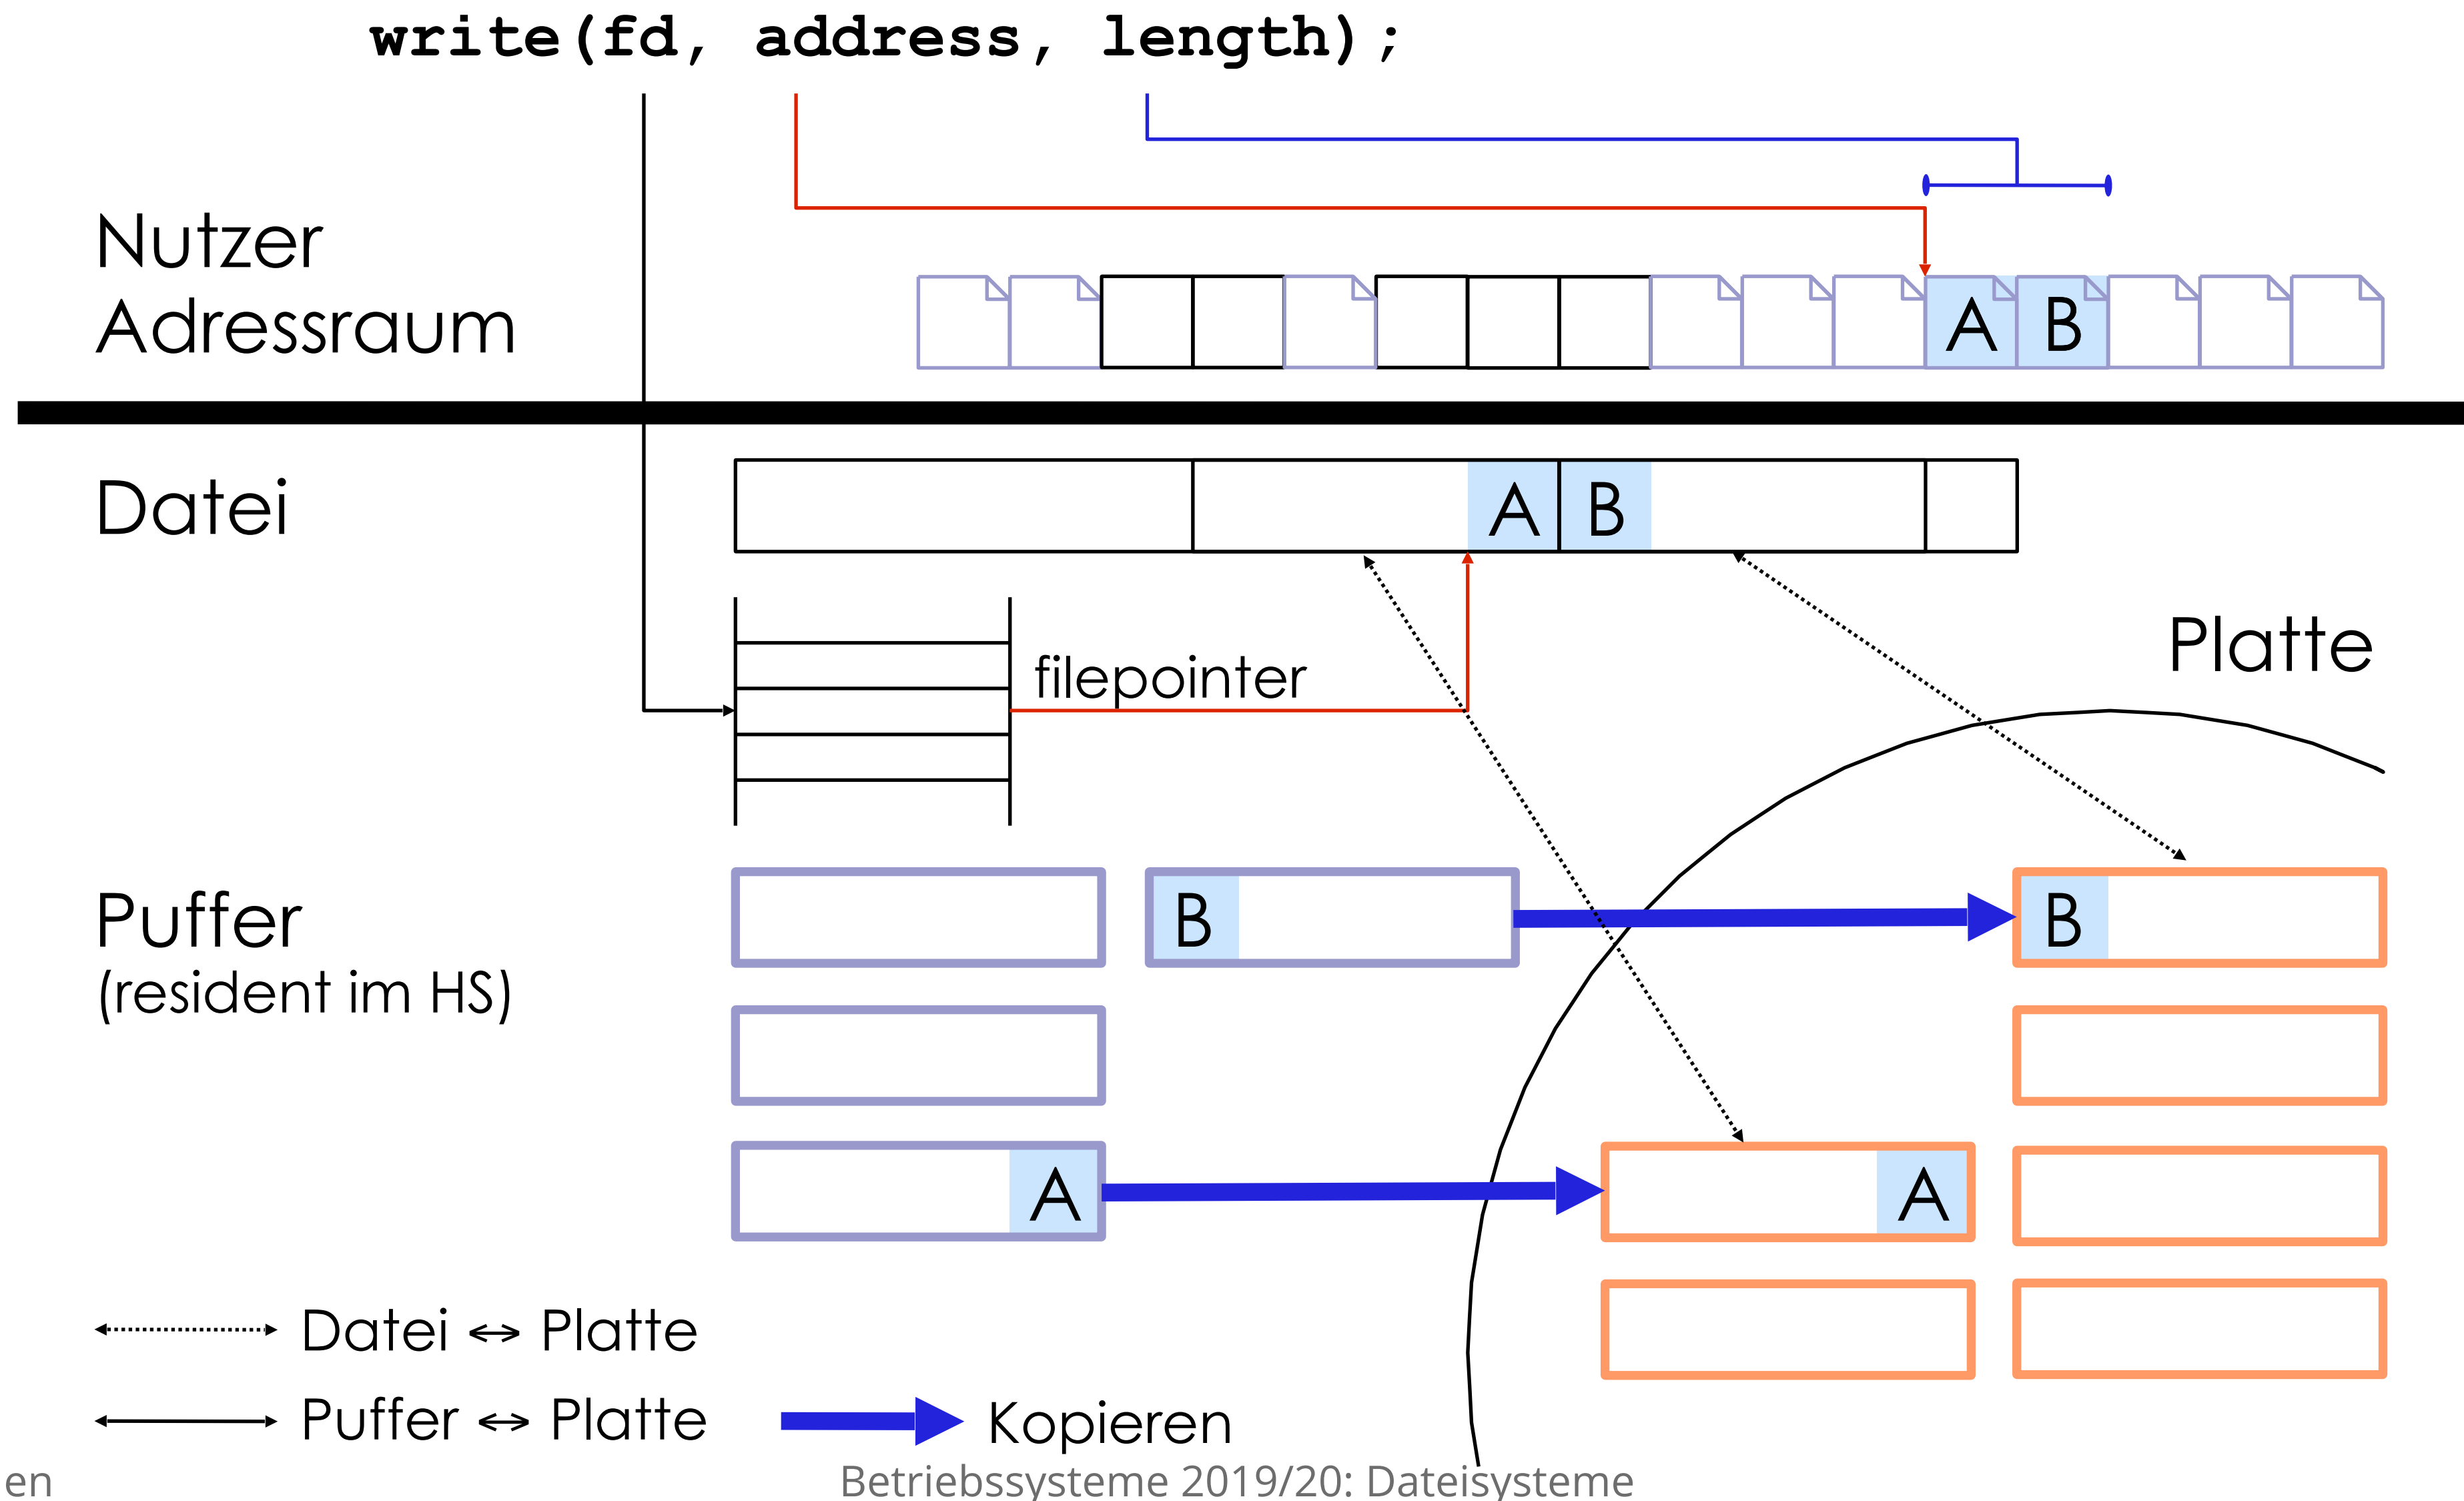 write(fd, address, length);
Nutzer
Adressraum
A B
Datei
A B
filepointer
Platte
Puffer
(resident im HS)
B
B
A
A
Datei <=> Platte
Puffer <=> Platte
Kopieren
en
Betriebssysteme 2019/20: Dateisysteme